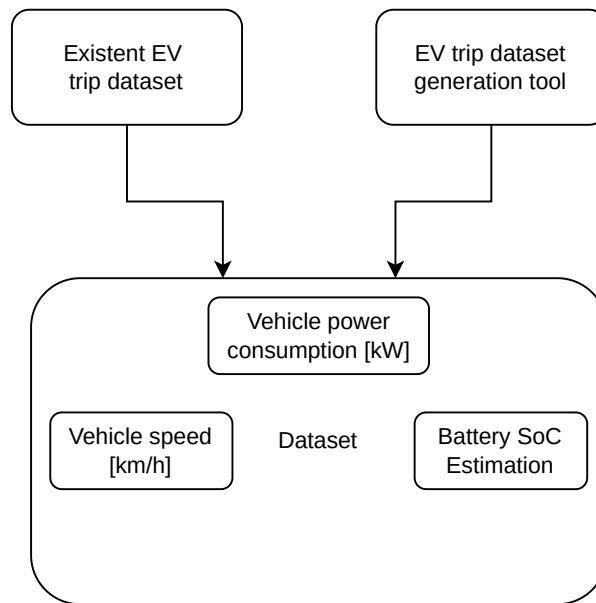 Existent EV
trip dataset
EV trip dataset
generation tool
Vehicle power
consumption [kW]
Vehicle speed
[km/h]
Dataset
Battery SoC
Estimation